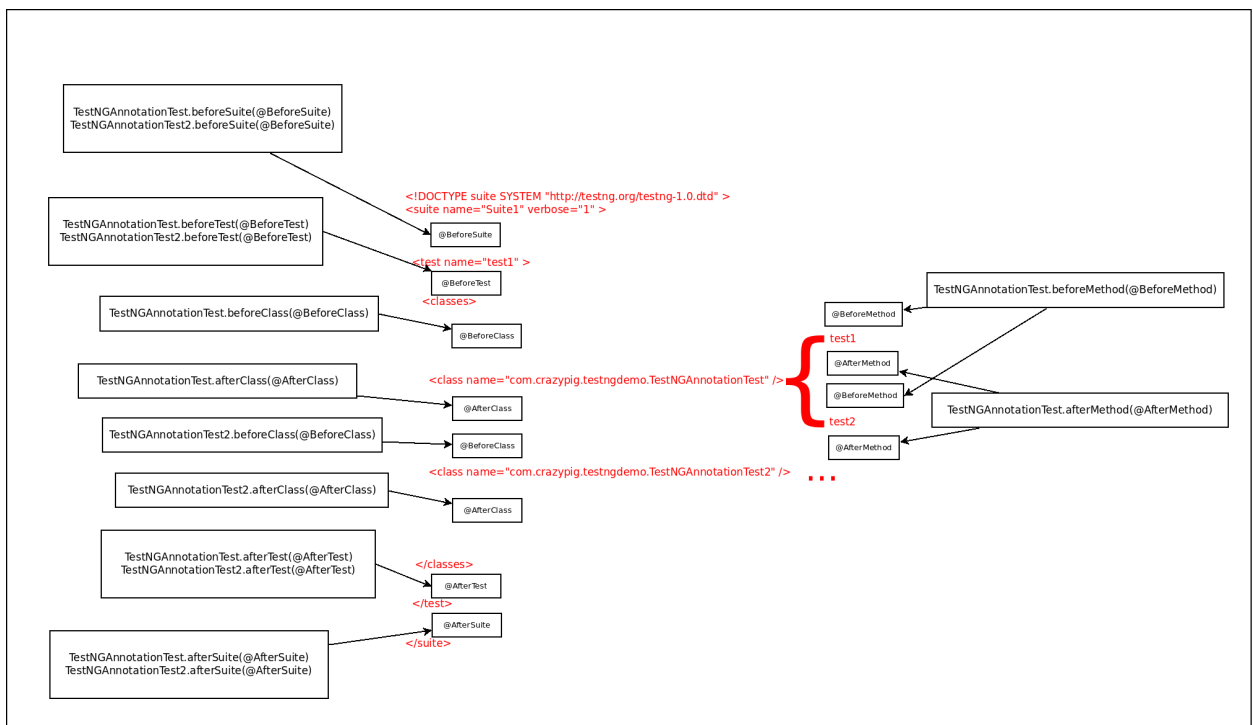 TestNGAnnotationTest.beforeSuite(@BeforeSuite)
TestNGAnnotationTest2.beforeSuite(@BeforeSuite)
<!DOCTYPE suite SYSTEM "http://testng.org/testng-1.0.dtd" >
<suite name="Suite1" verbose="1" >
TestNGAnnotationTest.beforeTest(@BeforeTest)
TestNGAnnotationTest2.beforeTest(@BeforeTest)
@BeforeSuite
<test name="test1" >
@BeforeTest
<classes>
TestNGAnnotationTest.beforeClass(@BeforeClass)
@BeforeClass
TestNGAnnotationTest.afterClass(@AfterClass)
<class name="com.crazypig.testngdemo.TestNGAnnotationTest" />
@AfterClass
TestNGAnnotationTest2.beforeClass(@BeforeClass)
@BeforeClass
<class name="com.crazypig.testngdemo.TestNGAnnotationTest2" />
...
TestNGAnnotationTest2.afterClass(@AfterClass)
@AfterClass
TestNGAnnotationTest.afterTest(@AfterTest)
TestNGAnnotationTest2.afterTest(@AfterTest)
</classes>
@AfterTest
</test>
@AfterSuite
</suite>
TestNGAnnotationTest.afterSuite(@AfterSuite)
TestNGAnnotationTest2.afterSuite(@AfterSuite)
TestNGAnnotationTest.beforeMethod(@BeforeMethod)
@BeforeMethod
test1
@AfterMethod
@BeforeMethod
TestNGAnnotationTest.afterMethod(@AfterMethod)
test2
@AfterMethod